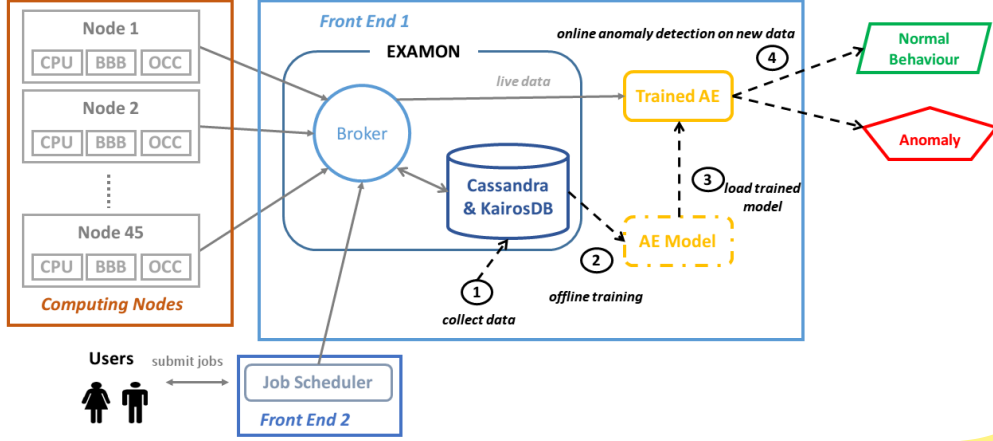 Node 1
CPU BBB OCC
Node 2
CPU BBB OCC
Node 45
CPU BBB OCC
Computing Nodes
Front End 1
EXAMON
Broker
live data
Cassandra
& KairosDB
1
collect data
2
offline training
AE Model
3
load trained
model
Trained AE
online anomaly detection on new data
4
Normal
Behaviour
Anomaly
Users
submit jobs
Job Scheduler
Front End 2